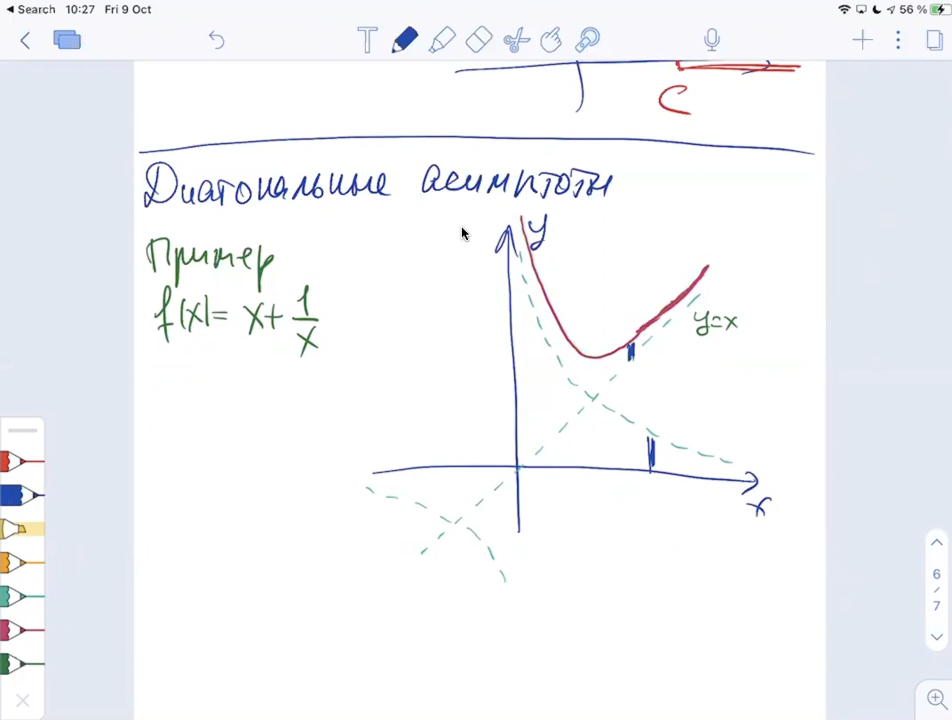 Search 10:27 Fri 9 Oct 56 %
T
C
Диагональные асимптоты
Пример
f(x)= x+ 1/x
y
y=x
x
6
/
7